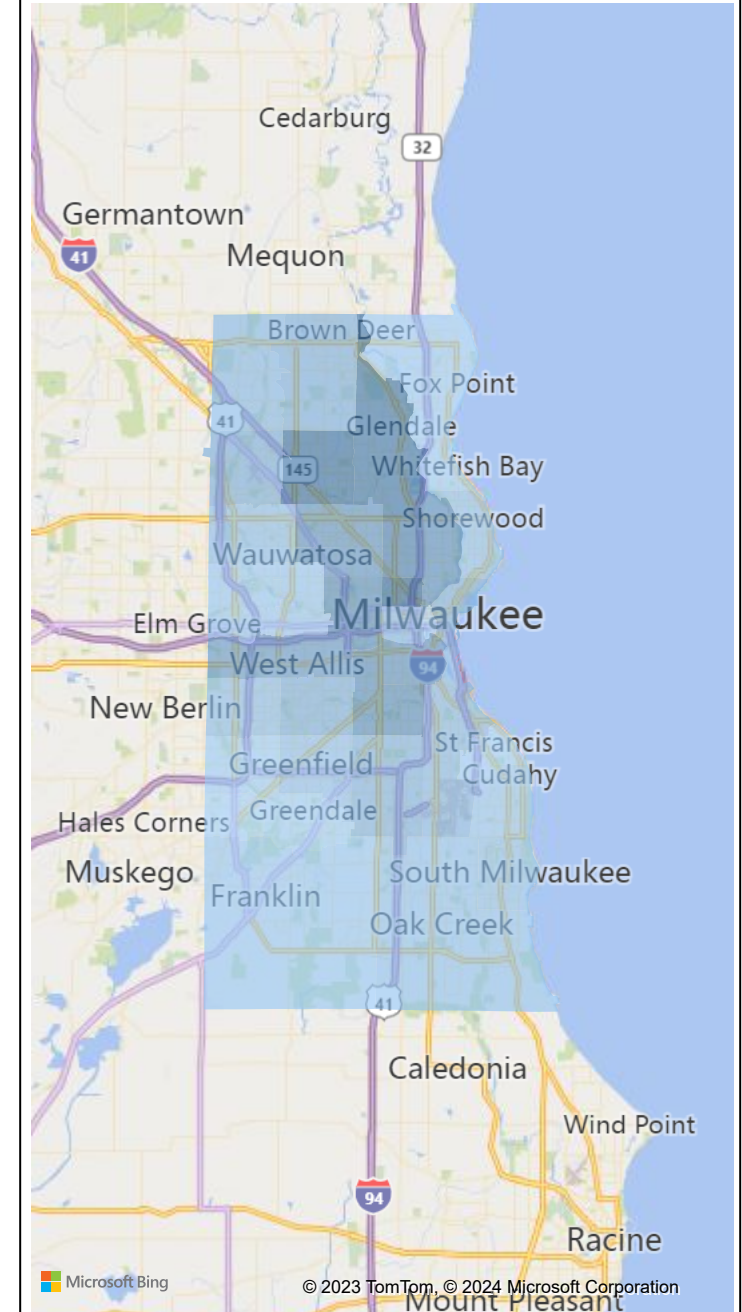 Cedarburg
32
Germantown
41
Mequon
Brown Deer
Fox Point
41
Glendale
145
Whitefish Bay
Shorewood
Wauwatosa
Milwaukee
Elm Grove
West Allis
94
New Berlin
St Francis
Greenfield
Cudahy
Greendale
Hales Corners
Muskego
South Milwaukee
Franklin
Oak Creek
41
Caledonia
Wind Point
94
Racine
Microsoft Bing
© 2023 TomTom, © 2024 Microsoft Corporation
Mount Pleasant